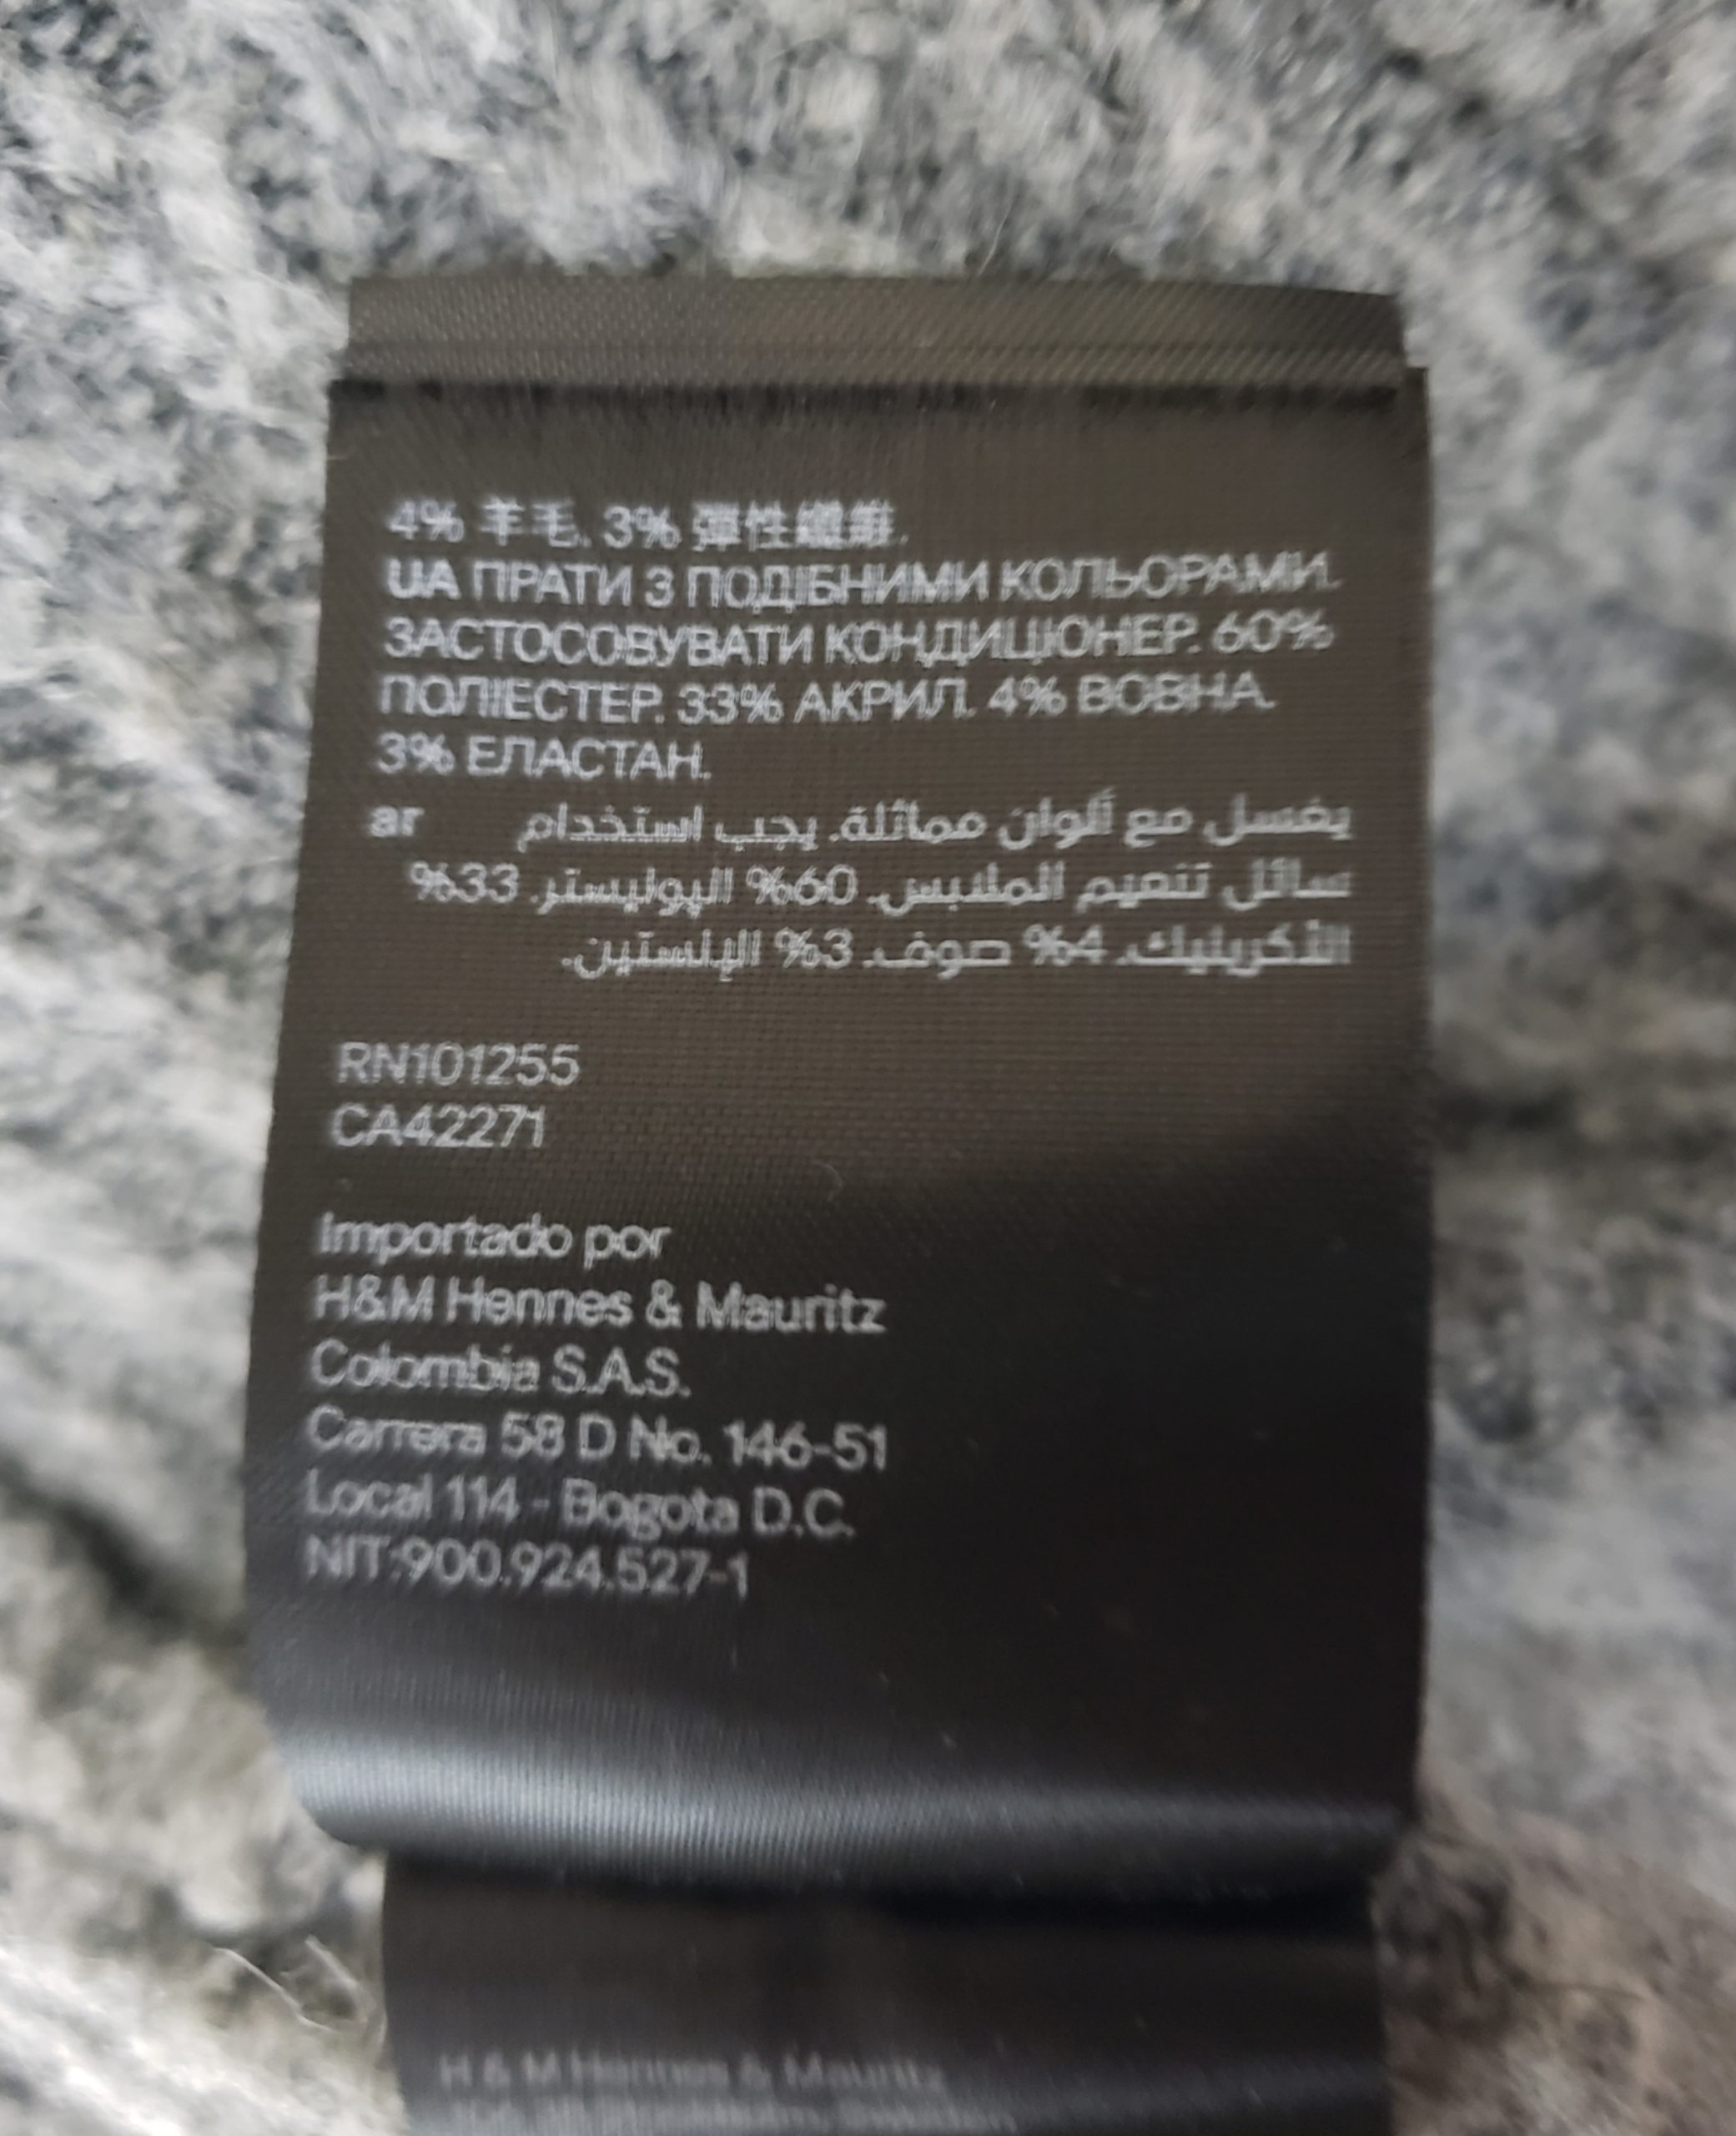 4% 羊毛. 3% 彈性纖維.
UA ПРАТИ З ПОДІБНИМИ КОЛЬОРАМИ.
ЗАСТОСОВУВАТИ КОНДИЦІОНЕР. 60%
ПОЛІЕСТЕР. 33% АКРИЛ. 4% ВОВНА.
3% ЕЛАСТАН.
ar يغسل مع ألوان مماثلة. يجب استخدام
سائل تنعيم الملابس. 60% البوليستر. 33%
الأكريليك. 4% صوف. 3% الإلستين.
RN101255
CA42271
Importado por
H&M Hennes & Mauritz
Colombia S.A.S.
Carrera 58 D No. 146-51
Local 114 - Bogota D.C.
NIT:900.924.527-1
H & M Hennes & Mauritz